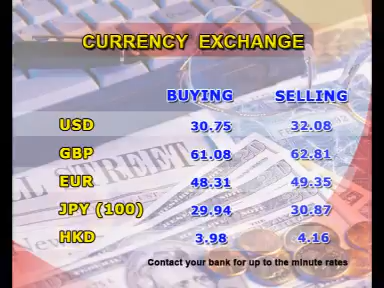 CURRENCY EXCHANGE
BUYING SELLING
USD 30.75 32.08
GBP 61.08 62.81
EUR 48.31 49.35
JPY (100) 29.94 30.87
HKD 3.98 4.16
Contact your bank for up to the minute rates
LL STREET